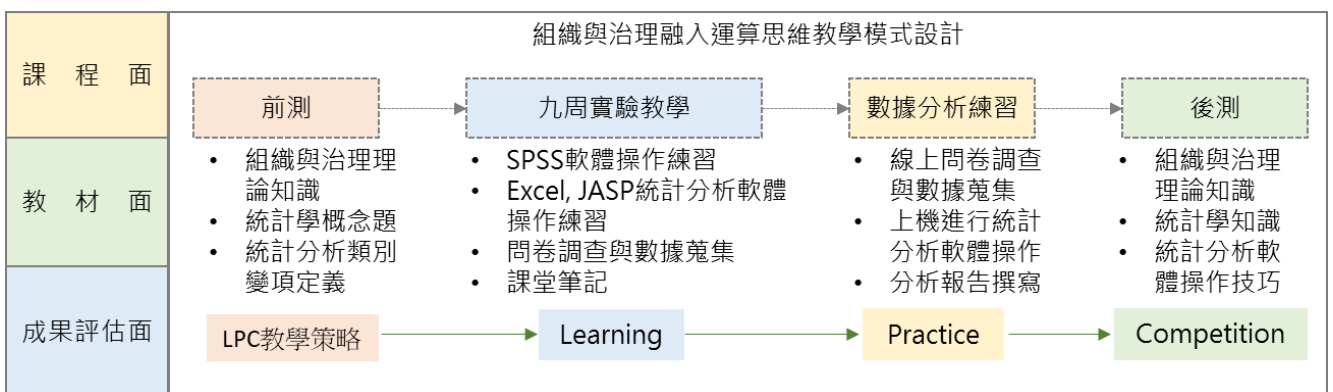 組織與治理融入運算思維教學模式設計
課 程 面
前測
九周實驗教學
數據分析練習
後測
教 材 面
• 組織與治理理
論知識
• 統計學概念題
• 統計分析類別
變項定義
• SPSS軟體操作練習
• Excel, JASP統計分析軟體
操作練習
• 問卷調查與數據蒐集
• 課堂筆記
• 線上問卷調查
與數據蒐集
• 上機進行統計
分析軟體操作
• 分析報告撰寫
• 組織與治理
理論知識
• 統計學知識
• 統計分析軟
體操作技巧
成果評估面
LPC教學策略
Learning
Practice
Competition